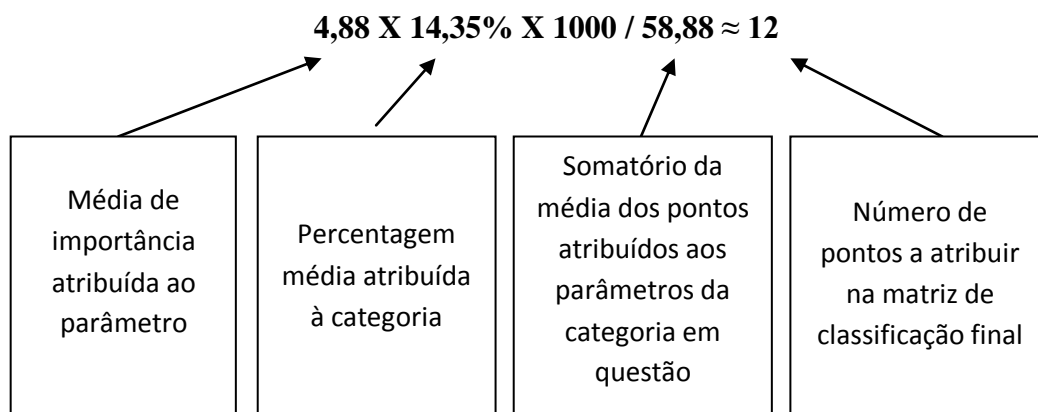 4,88 X 14,35% X 1000 / 58,88 ≈ 12
Média de
importância
atribuída ao
parâmetro
Percentagem
média atribuída
à categoria
Somatório da
média dos pontos
atribuídos aos
parâmetros da
categoria em
questão
Número de
pontos a atribuir
na matriz de
classificação final